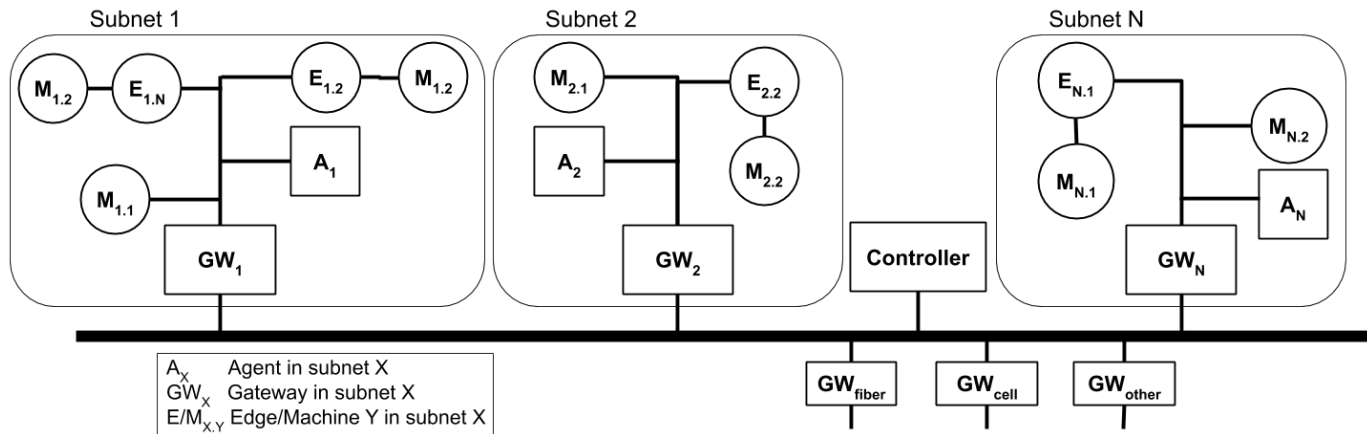 Subnet 1
Subnet 2
Subnet N
M1.2
E1.N
E1.2
M1.2
A1
M1.1
GW1
M2.1
E2.2
A2
M2.2
GW2
Controller
EN.1
MN.2
MN.1
AN
GWN
AX Agent in subnet X
GWX Gateway in subnet X
E/MX.Y Edge/Machine Y in subnet X
GWfiber
GWcell
GWother